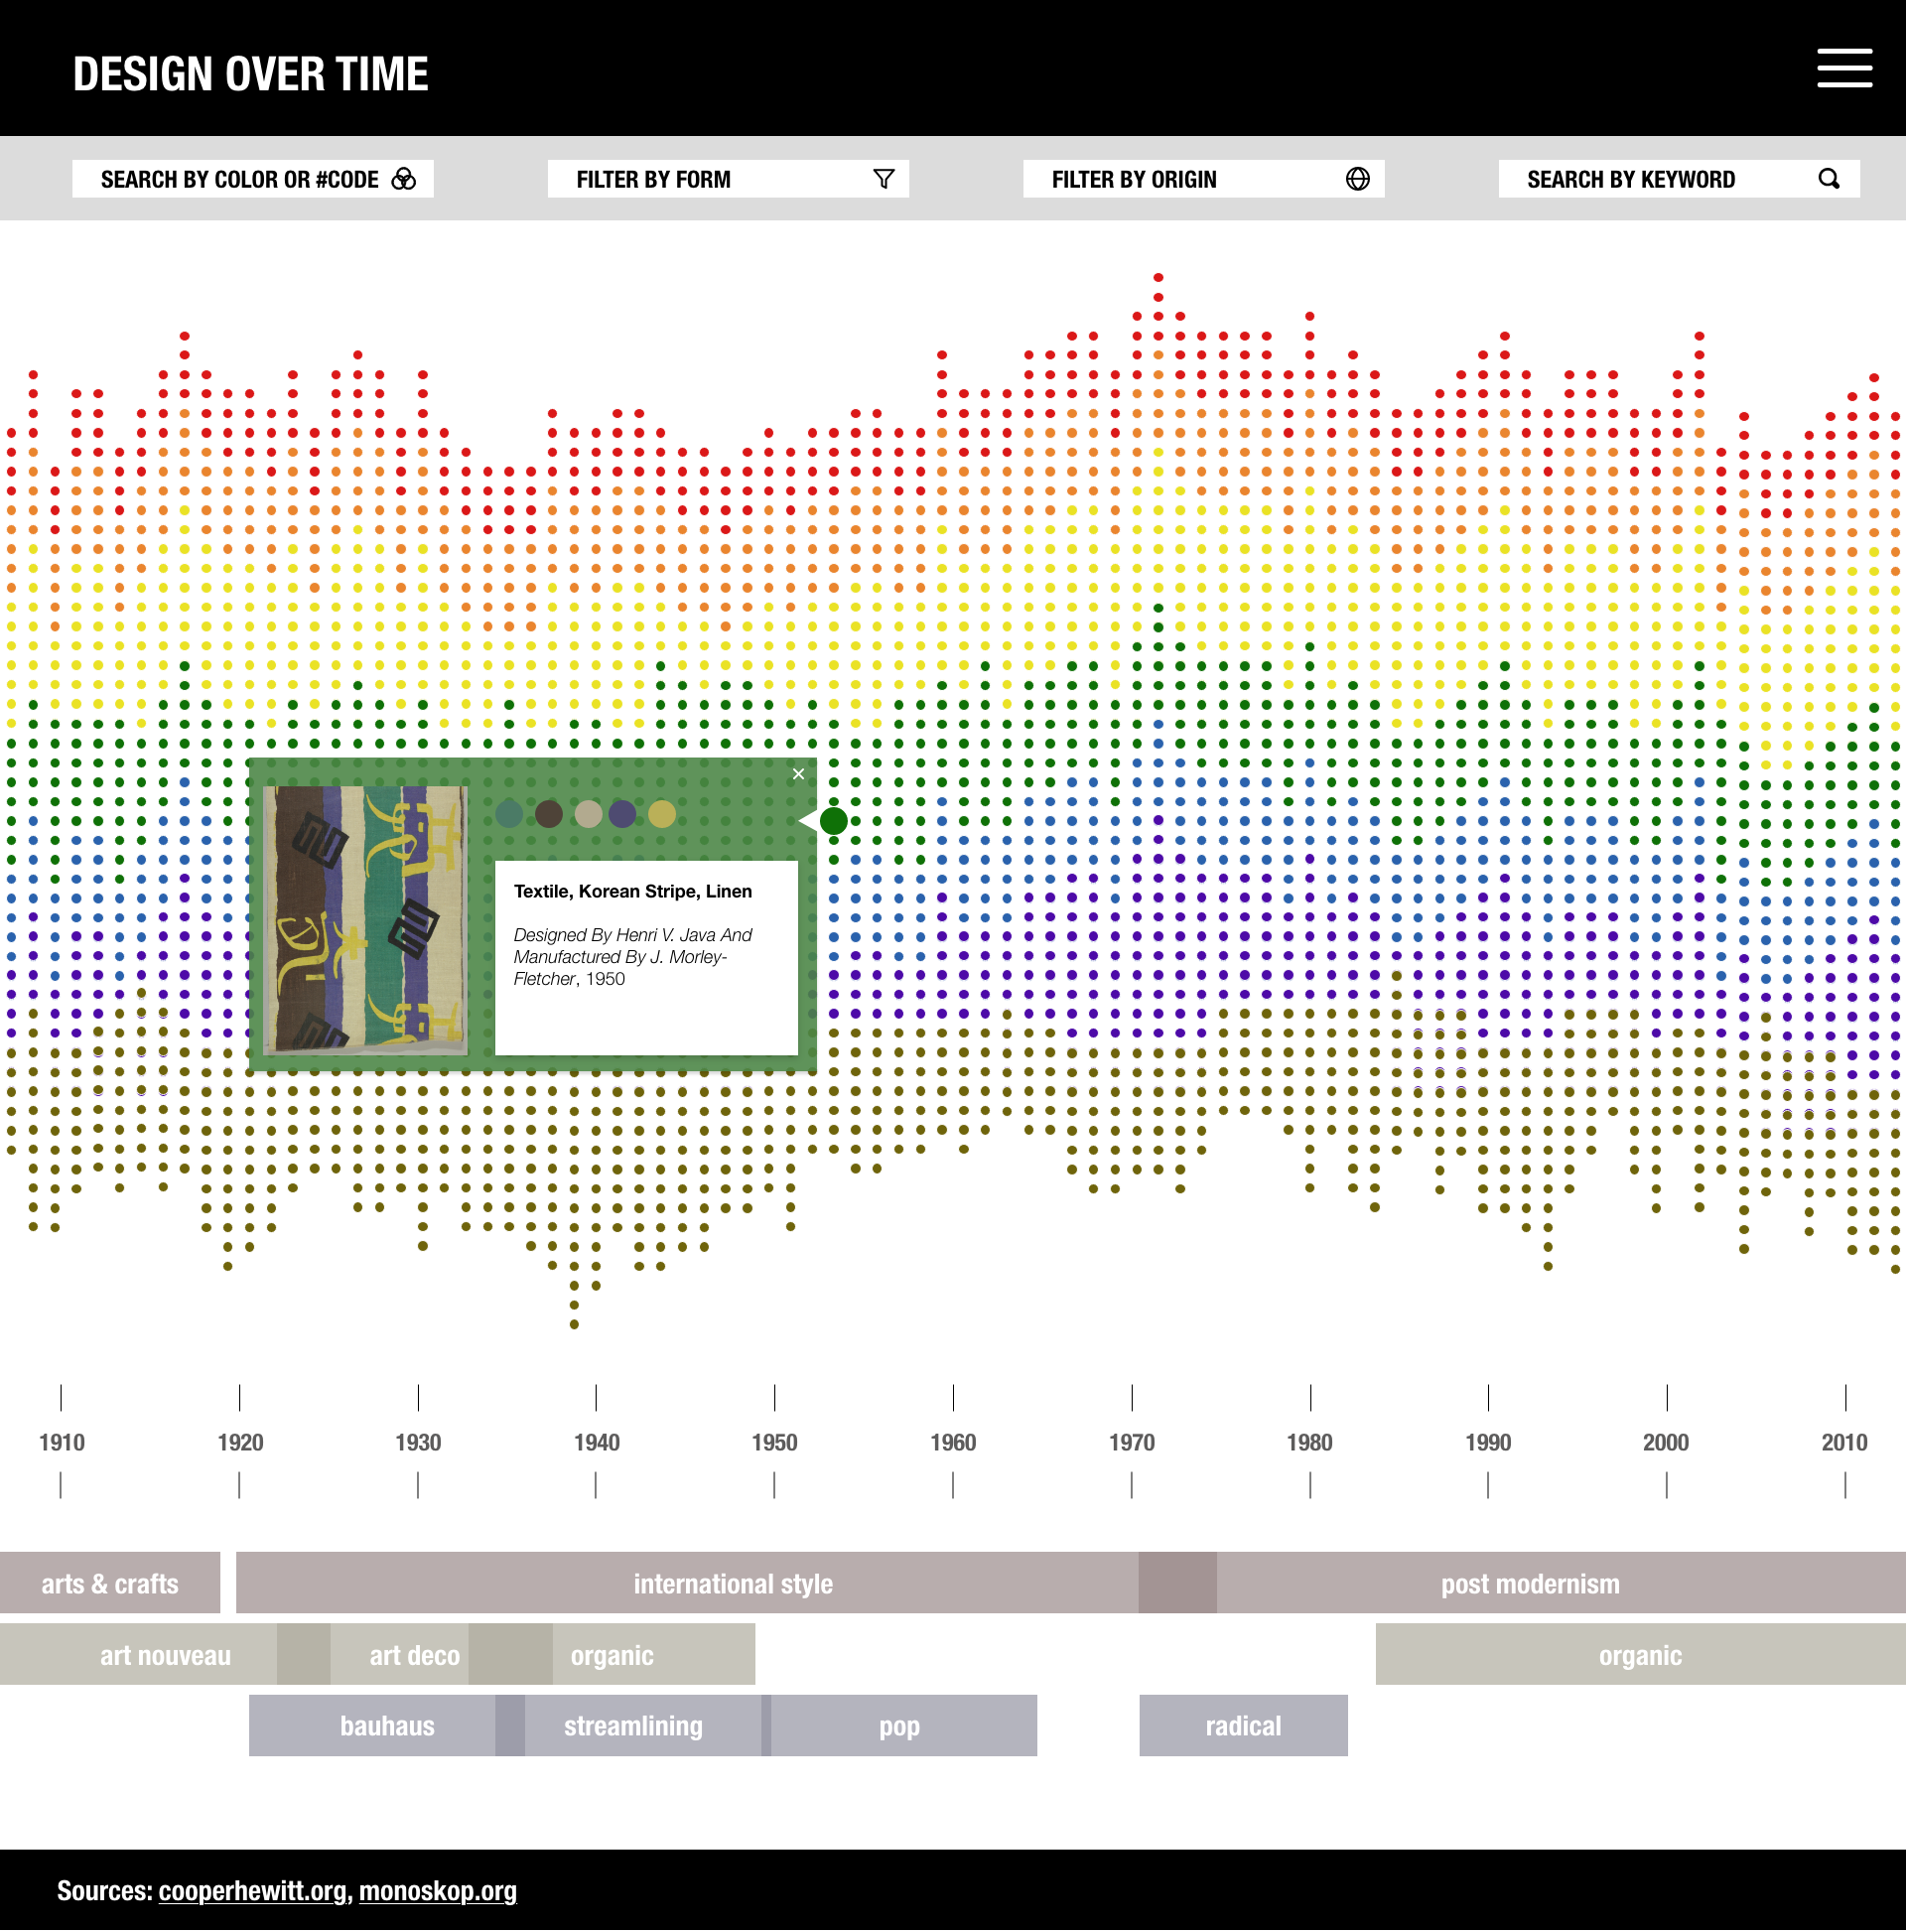 DESIGN OVER TIME
SEARCH BY COLOR OR #CODE
FILTER BY FORM
FILTER BY ORIGIN
SEARCH BY KEYWORD
×
Textile, Korean Stripe, Linen
Designed By Henri V. Java And
Manufactured By J. Morley-
Fletcher, 1950
1910 1920 1930 1940 1950 1960 1970 1980 1990 2000 2010
arts & crafts international style post modernism
art nouveau art deco organic organic
bauhaus streamlining pop radical
Sources: cooperhewitt.org, monoskop.org